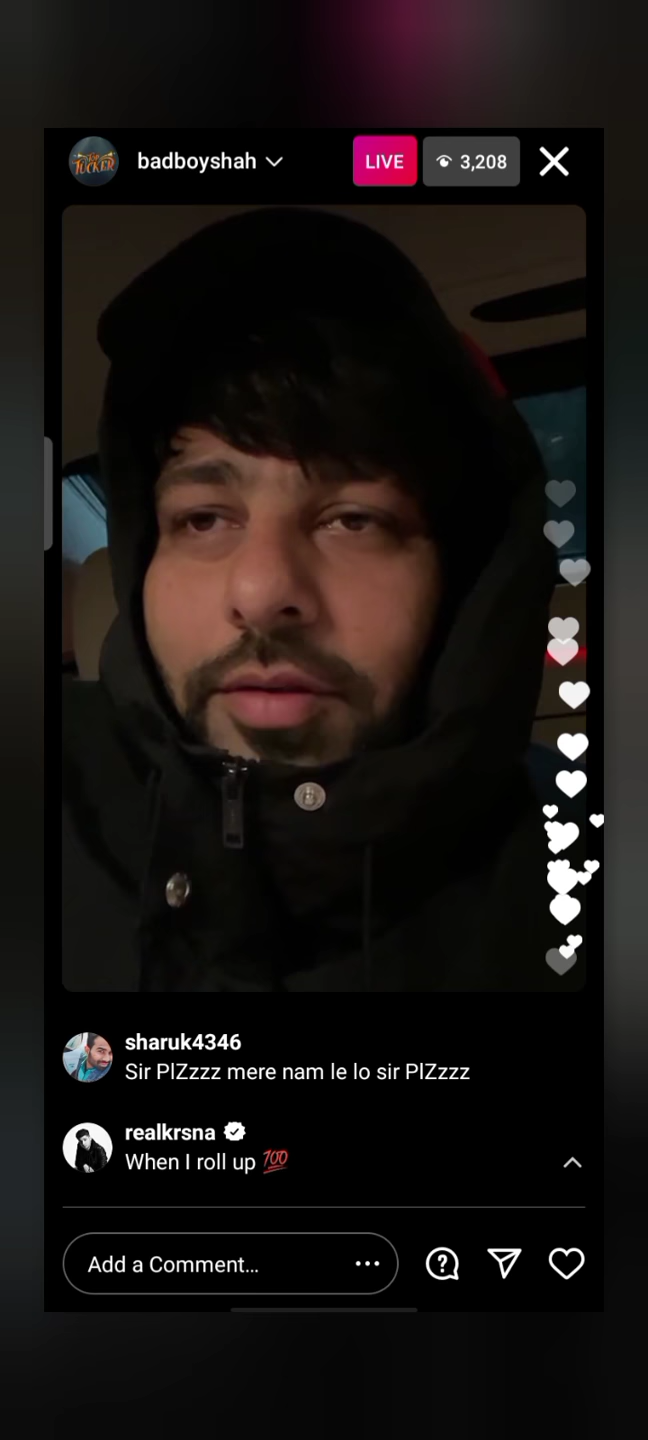 badboyshah
LIVE
3,208
TUCKER
sharuk4346
Sir PlZzzz mere nam le lo sir PlZzzz
realkrsna
When I roll up 💯
Add a Comment...